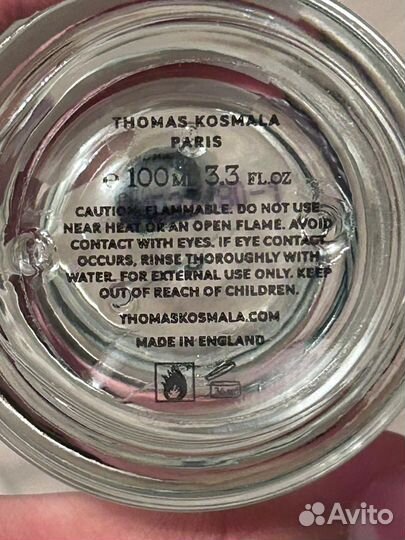 THOMAS KOSMALA
PARIS
℮ 100ML 3.3 FL.OZ
CAUTION. FLAMMABLE. DO NOT USE
NEAR HEAT OR AN OPEN FLAME. AVOID
CONTACT WITH EYES. IF EYE CONTACT
OCCURS, RINSE THOROUGHLY WITH
WATER. FOR EXTERNAL USE ONLY. KEEP
OUT OF REACH OF CHILDREN.
THOMASKOSMALA.COM
MADE IN ENGLAND
Avito